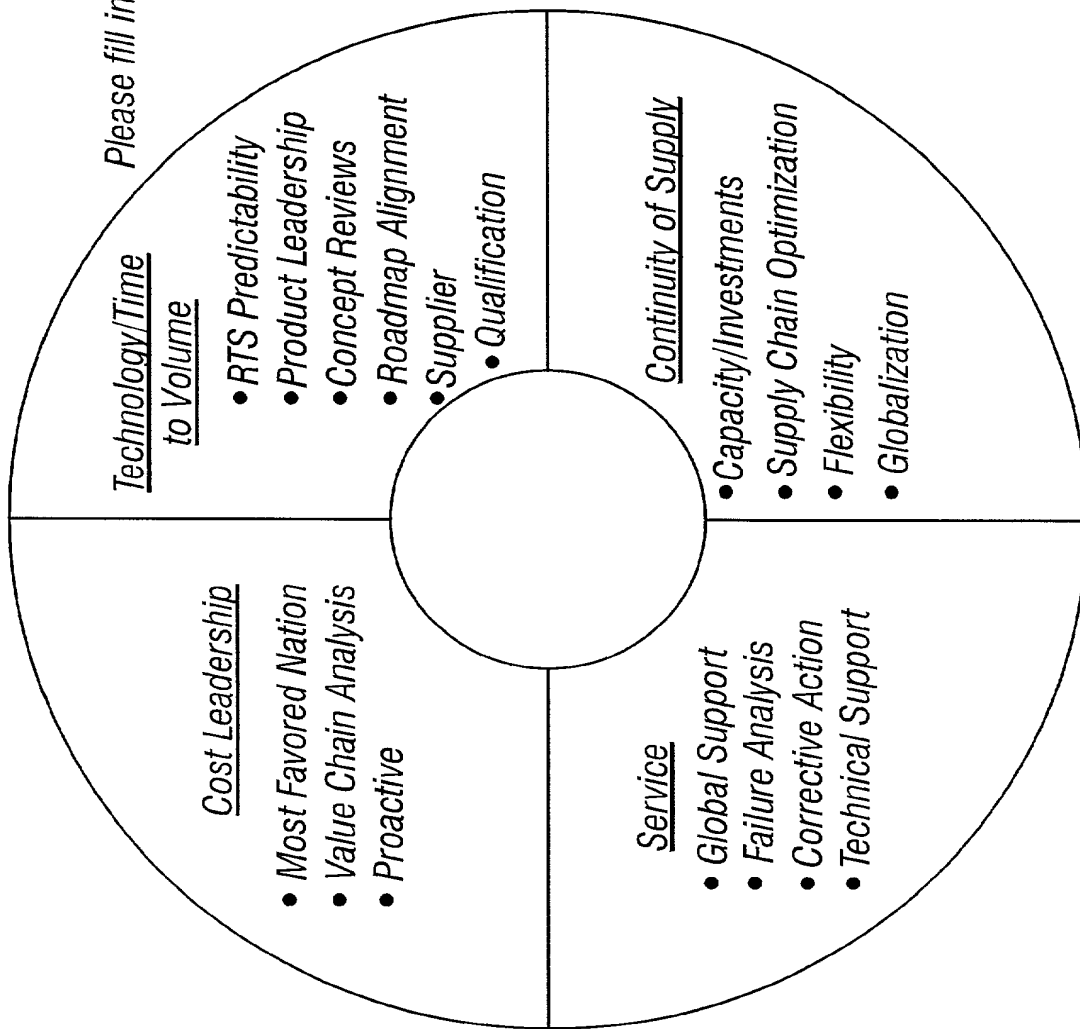 Please fill in
Cost Leadership
• Most Favored Nation
• Value Chain Analysis
• Proactive
Technology/Time
to Volume
• RTS Predictability
• Product Leadership
• Concept Reviews
• Roadmap Alignment
• Supplier
• Qualification
Service
• Global Support
• Failure Analysis
• Corrective Action
• Technical Support
Continuity of Supply
• Capacity/Investments
• Supply Chain Optimization
• Flexibility
• Globalization